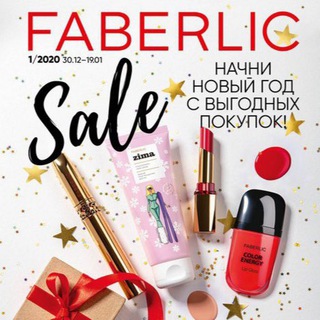 FABERLIC
1/2020 30.12-19.01
Sale
НАЧНИ
НОВЫЙ ГОД
С ВЫГОДНЫХ
ПОКУПОК!
zima
FABERLIC
COLOR
ENERGY